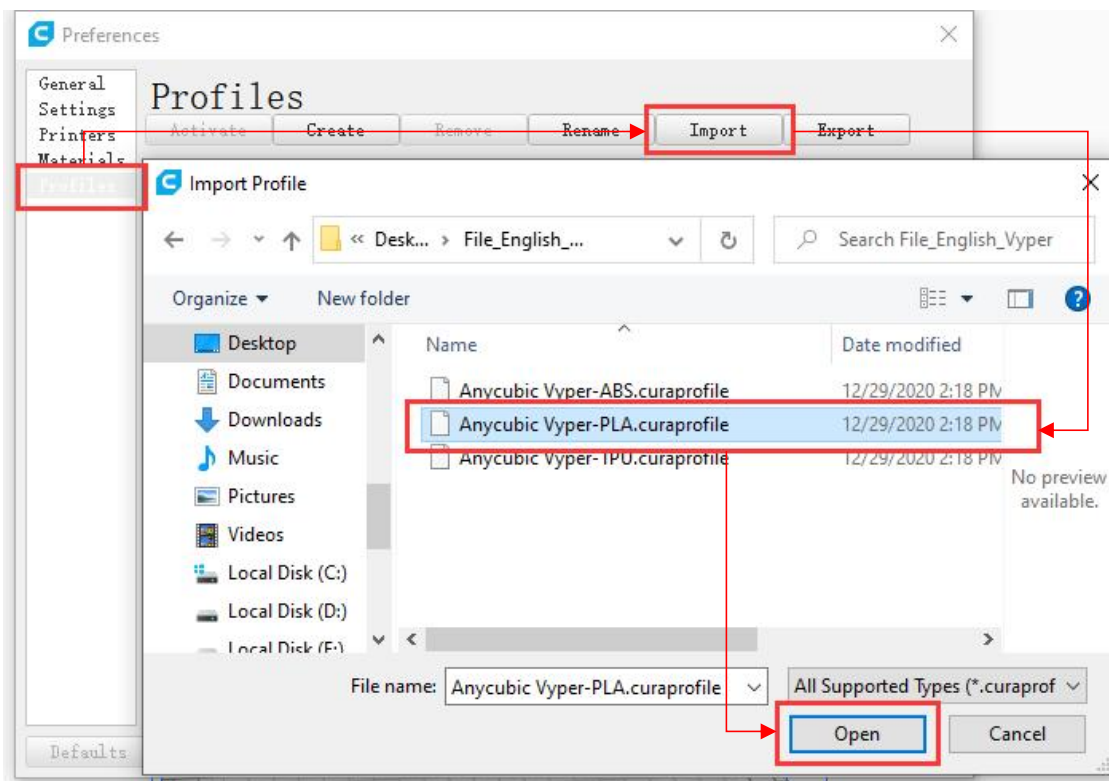 Preferences
General
Settings
Printers
Materials
Profiles
Profiles
Activate Create Remove Rename Import Export
Import Profile
« Desk... › File_English_... Search File_English_Vyper
Organize New folder
Desktop
Documents
Downloads
Music
Pictures
Videos
Local Disk (C:)
Local Disk (D:)
Local Disk (E:)
Name Date modified
Anycubic Vyper-ABS.curaprofile 12/29/2020 2:18 PM
Anycubic Vyper-PLA.curaprofile 12/29/2020 2:18 PM
Anycubic Vyper-TPU.curaprofile 12/29/2020 2:18 PM
No preview
available.
File name: Anycubic Vyper-PLA.curaprofile All Supported Types (*.curaprof
Open Cancel
Defaults